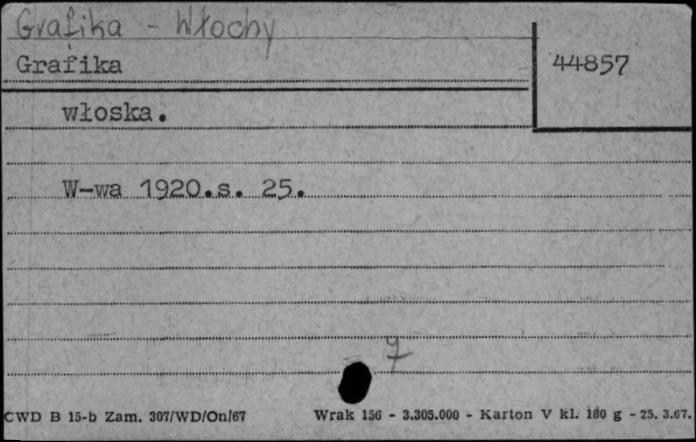 Grafika - Włochy
Grafika
44857
włoska.
W-wa 1920.s. 25.
CWD B 15-b Zam. 307/WD/On/67 Wrak 156 - 3.305.000 - Karton V kl. 180 g - 25. 3.67.